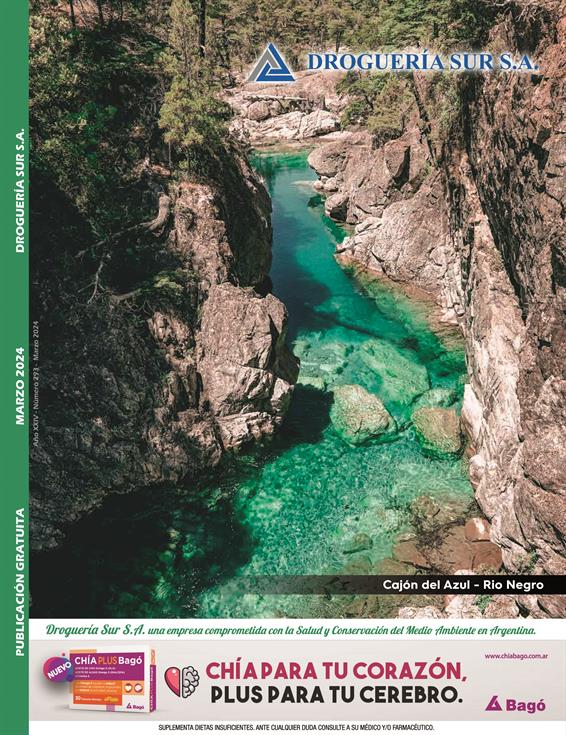 DROGUERÍA SUR S.A.
DROGUERÍA SUR S.A.
MARZO 2024
PUBLICACIÓN GRATUITA
Año XXIV - Número 293 - Marzo 2024
Cajón del Azul - Rio Negro
Droguería Sur S.A. una empresa comprometida con la Salud y Conservación del Medio Ambiente en Argentina.
NUEVO
CHÍA PLUS Bagó
30
Bagó
CHÍA PARA TU CORAZÓN,
PLUS PARA TU CEREBRO.
www.chiabago.com.ar
Bagó
SUPLEMENTA DIETAS INSUFICIENTES. ANTE CUALQUIER DUDA CONSULTE A SU MÉDICO Y/O FARMACÉUTICO.